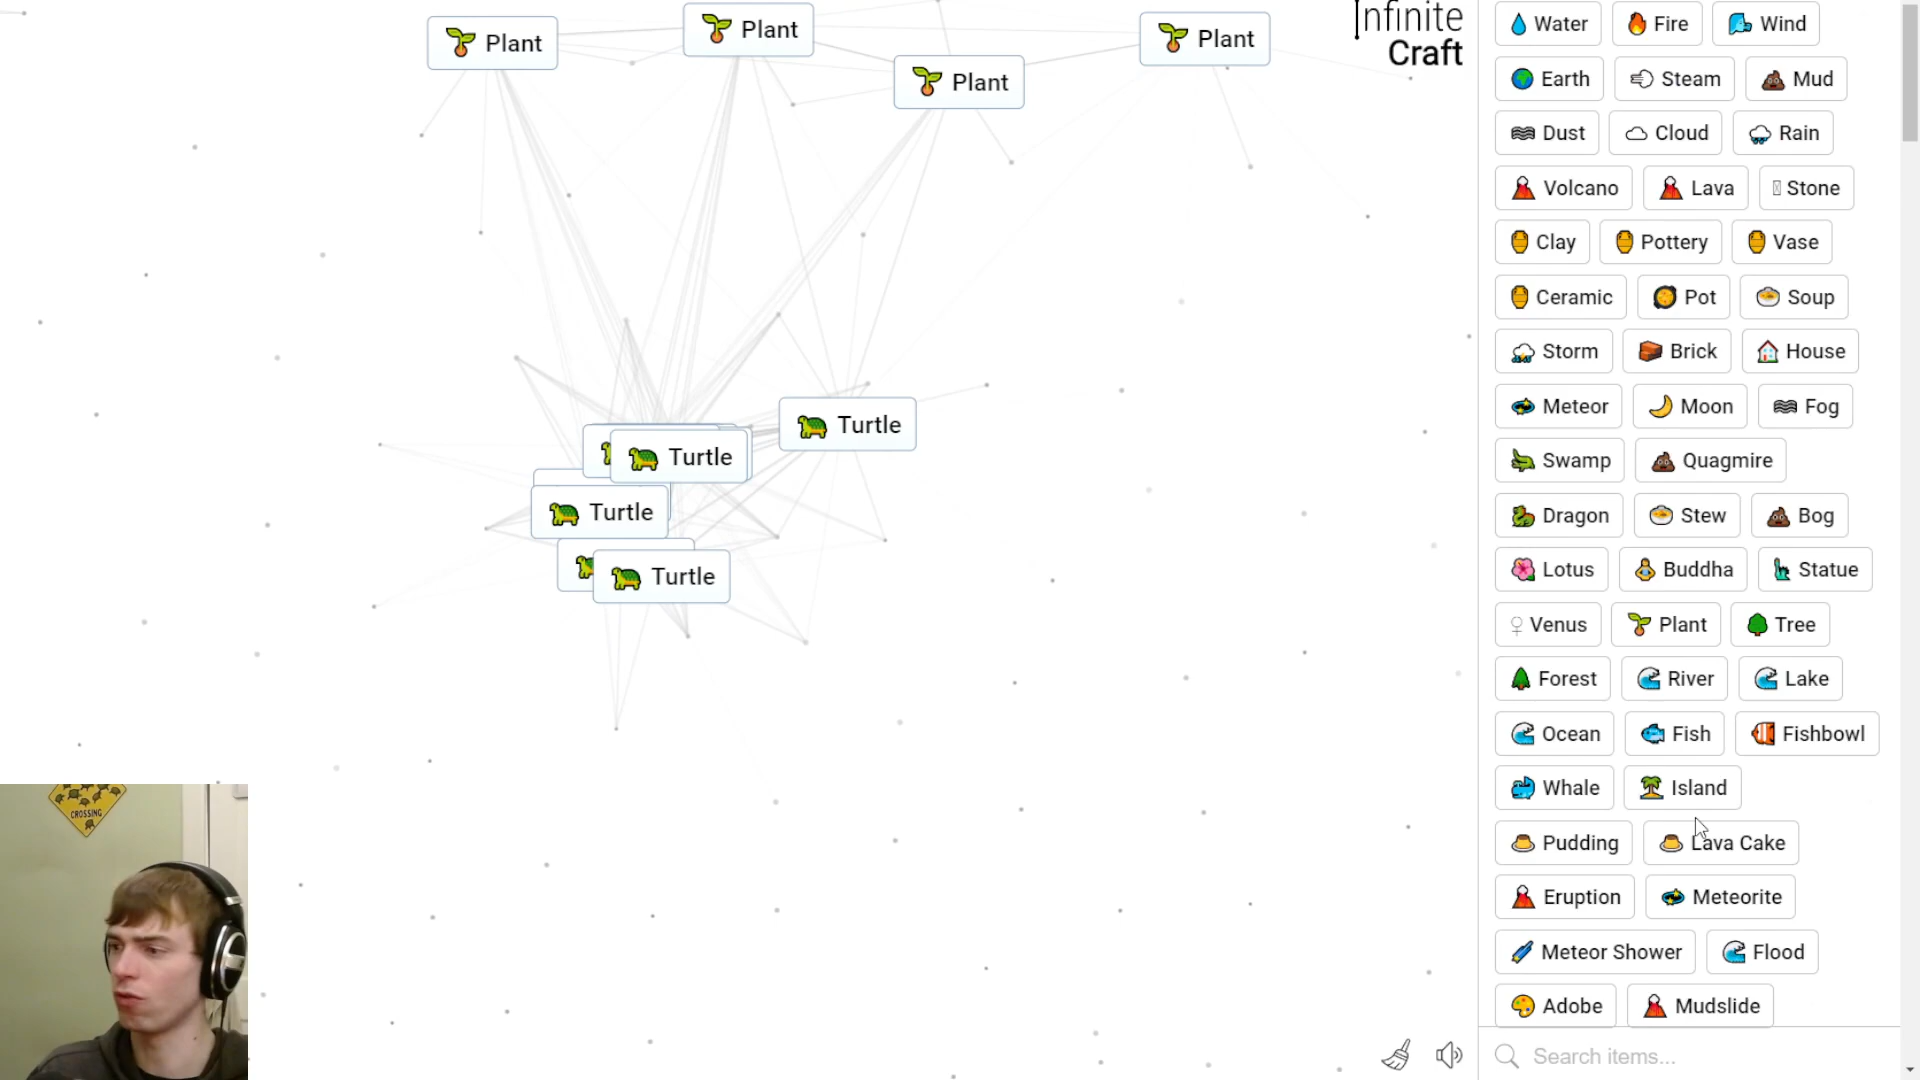 Plant
Plant
Plant
Plant
Turtle
Turtle
Turtle
Turtle
Infinite
Craft
Water
Fire
Wind
Earth
Steam
Mud
Dust
Cloud
Rain
Volcano
Lava
Stone
Clay
Pottery
Vase
Ceramic
Pot
Soup
Storm
Brick
House
Meteor
Moon
Fog
Swamp
Quagmire
Dragon
Stew
Bog
Lotus
Buddha
Statue
Venus
Plant
Tree
Forest
River
Lake
Ocean
Fish
Fishbowl
Whale
Island
Pudding
Lava Cake
Eruption
Meteorite
Meteor Shower
Flood
Adobe
Mudslide
Search items...
CROSSING